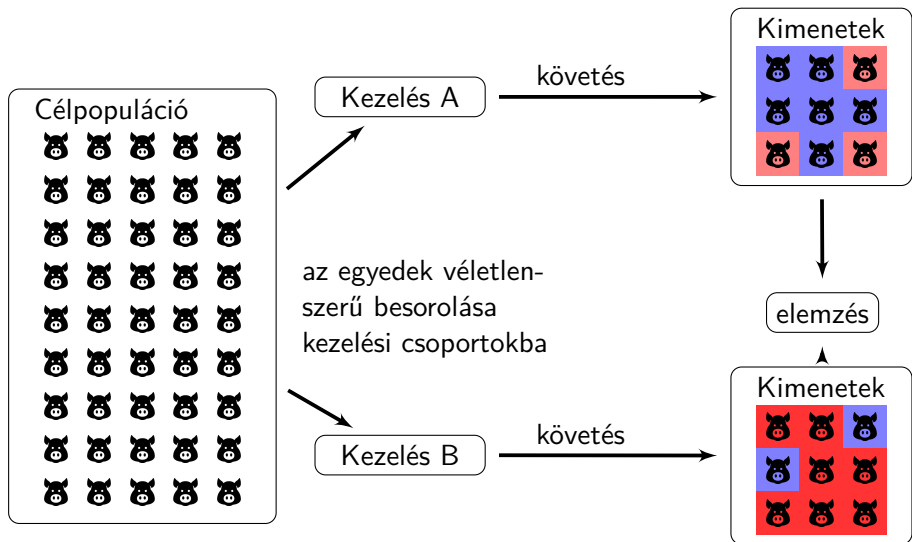 Célpopuláció
Kezelés A
követés
Kimenetek
az egyedek véletlen-
szerű besorolása
kezelési csoportokba
elemzés
Kezelés B
követés
Kimenetek